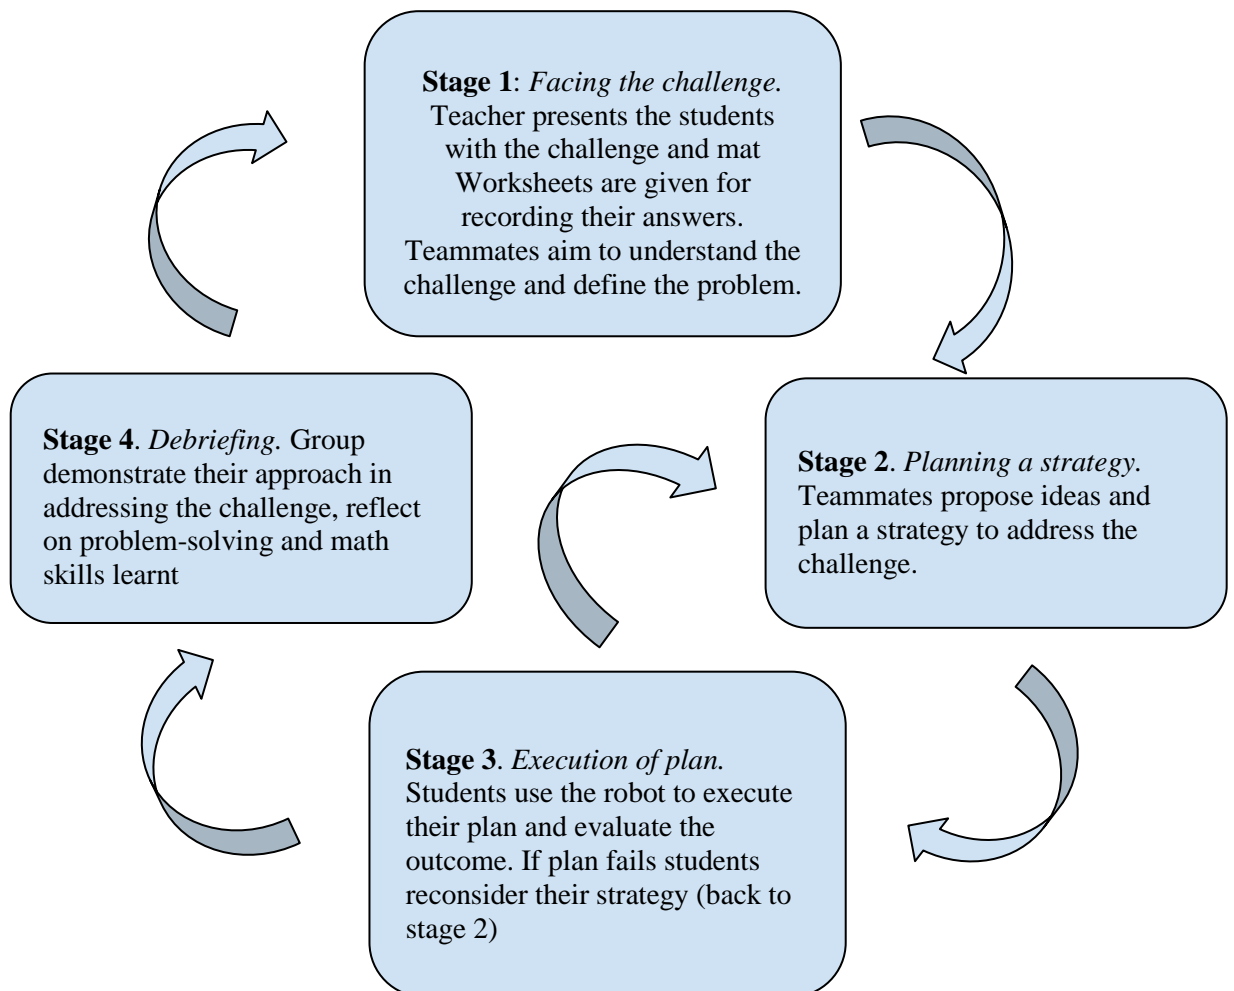 Stage 1: Facing the challenge.
Teacher presents the students
with the challenge and mat
Worksheets are given for
recording their answers.
Teammates aim to understand the
challenge and define the problem.
Stage 2. Planning a strategy.
Teammates propose ideas and
plan a strategy to address the
challenge.
Stage 3. Execution of plan.
Students use the robot to execute
their plan and evaluate the
outcome. If plan fails students
reconsider their strategy (back to
stage 2)
Stage 4. Debriefing. Group
demonstrate their approach in
addressing the challenge, reflect
on problem-solving and math
skills learnt